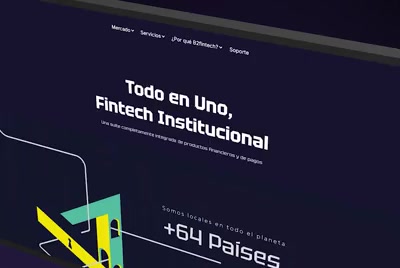 Mercado Servicios ¿Por qué B2fintech? Soporte
Todo en Uno,
Fintech Institucional
Una suite completamente integrada de productos financieros y de pagos
Somos locales en todo el planeta
+64 Países